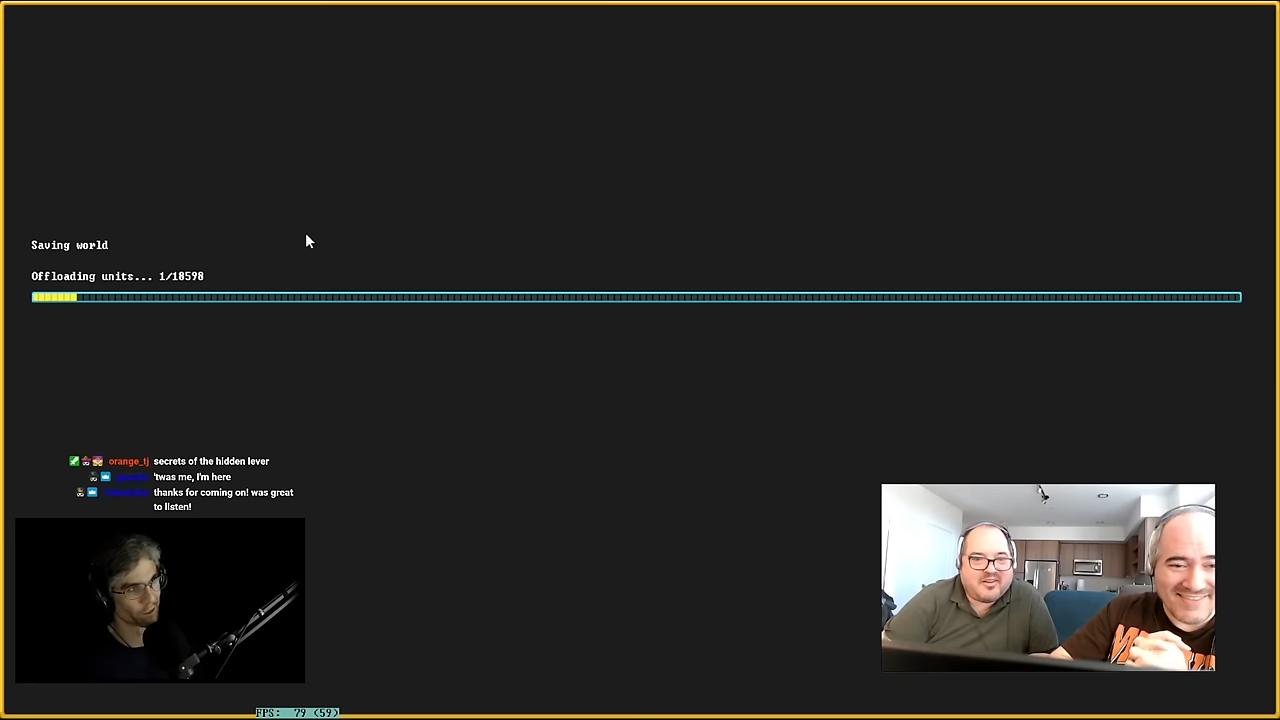 Saving world
Offloading units... 1/18598
orange_tj secrets of the hidden lever
'twas me, I'm here
thanks for coming on! was great
to listen!
FPS: 79 (59)